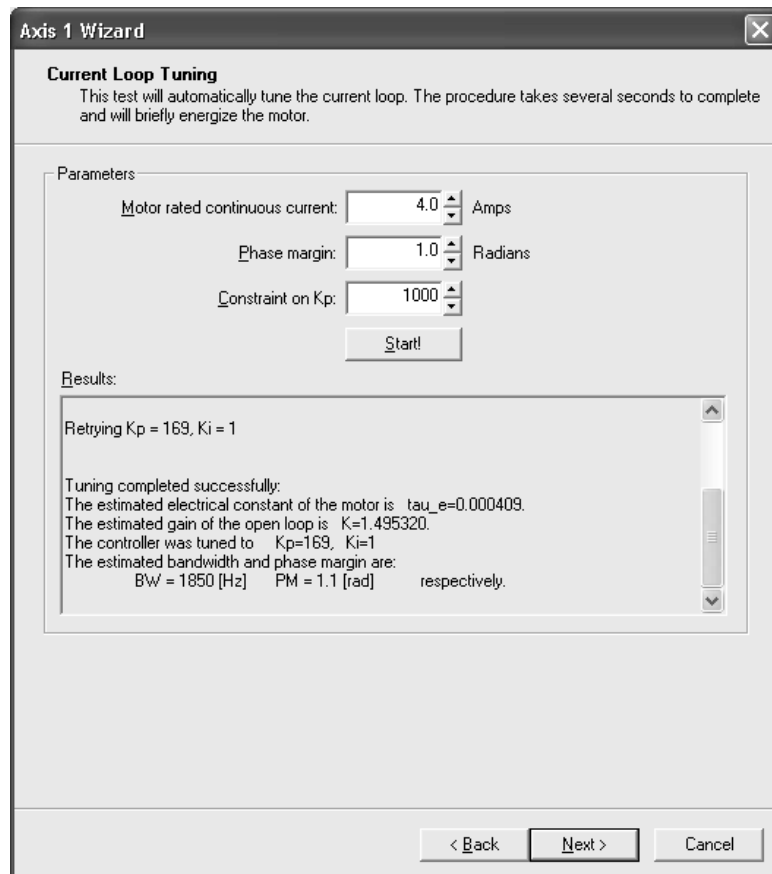 Axis 1 Wizard
Current Loop Tuning
This test will automatically tune the current loop. The procedure takes several seconds to complete
and will briefly energize the motor.
Parameters
Motor rated continuous current: 4.0 Amps
Phase margin: 1.0 Radians
Constraint on Kp: 1000
Start!
Results:
Retrying Kp = 169, Ki = 1
Tuning completed successfully:
The estimated electrical constant of the motor is tau_e=0.000409.
The estimated gain of the open loop is K=1.495320.
The controller was tuned to Kp=169, Ki=1
The estimated bandwidth and phase margin are:
BW = 1850 [Hz] PM = 1.1 [rad] respectively.
< Back Next > Cancel